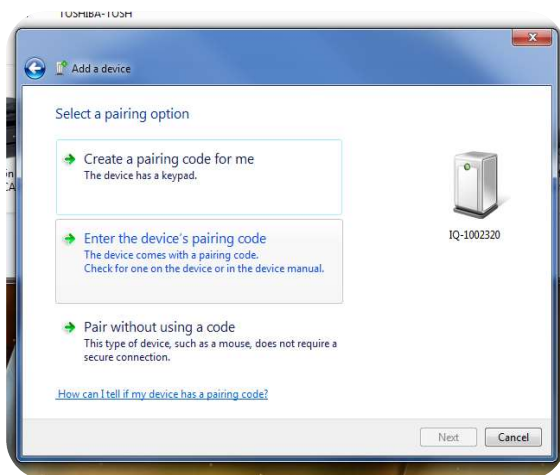 TOSHIBA-TOSH
Add a device
Select a pairing option
Create a pairing code for me
The device has a keypad.
Enter the device's pairing code
The device comes with a pairing code.
Check for one on the device or in the device manual.
IQ-1002320
Pair without using a code
This type of device, such as a mouse, does not require a
secure connection.
How can I tell if my device has a pairing code?
Next
Cancel